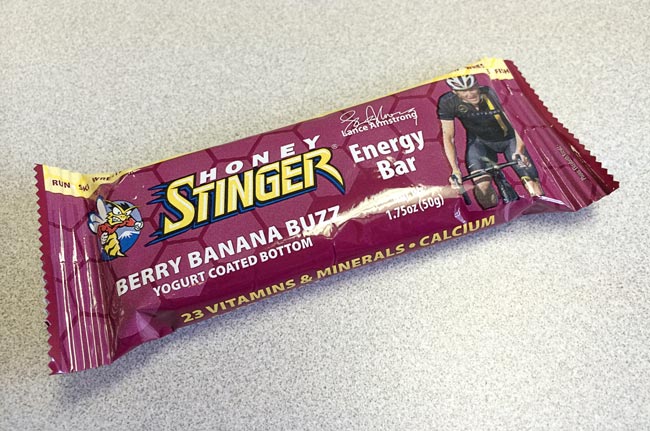 HONEY
STINGER®
Lance Armstrong
Energy
Bar
1.75oz (50g)
BERRY BANANA BUZZ
YOGURT COATED BOTTOM
23 VITAMINS & MINERALS • CALCIUM
RUN